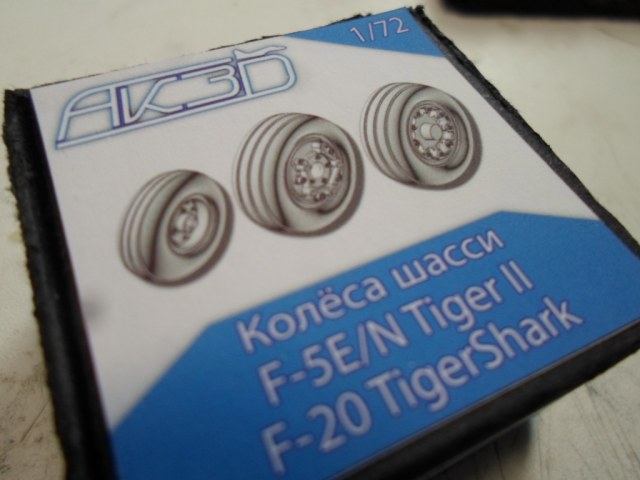 AK3D
1/72
Колёса шасси
F-5E/N Tiger II
F-20 TigerShark